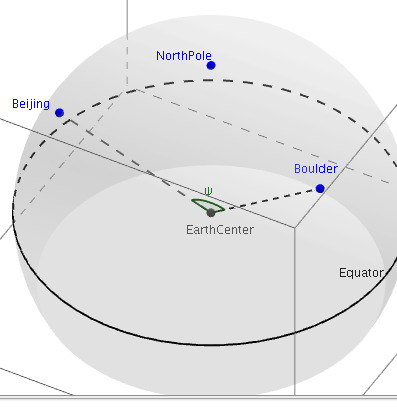 NorthPole
Beijing
Boulder
ψ
EarthCenter
Equator